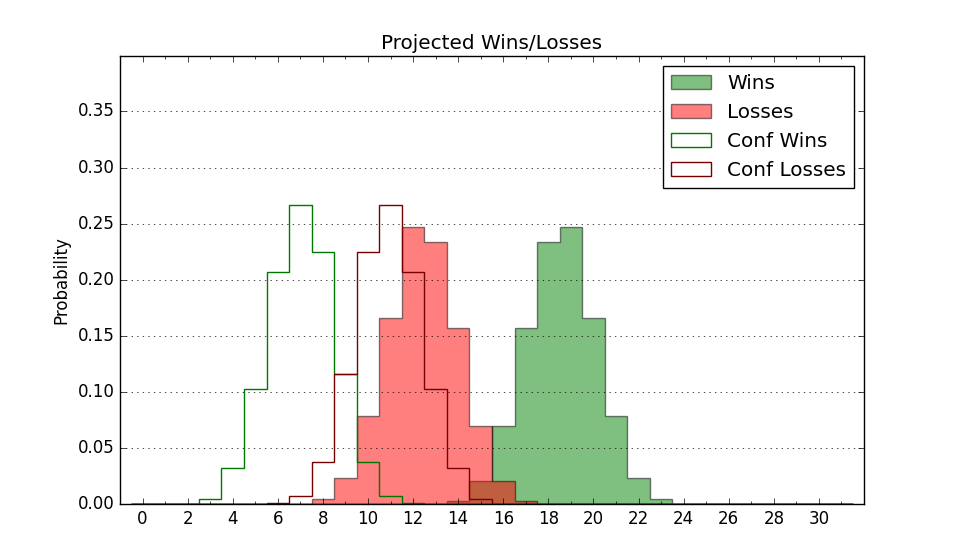 Projected Wins/Losses
Wins
Losses
Conf Wins
Conf Losses
Probability
0.35
0.30
0.25
0.20
0.15
0.10
0.05
0.00
0 2 4 6 8 10 12 14 16 18 20 22 24 26 28 30